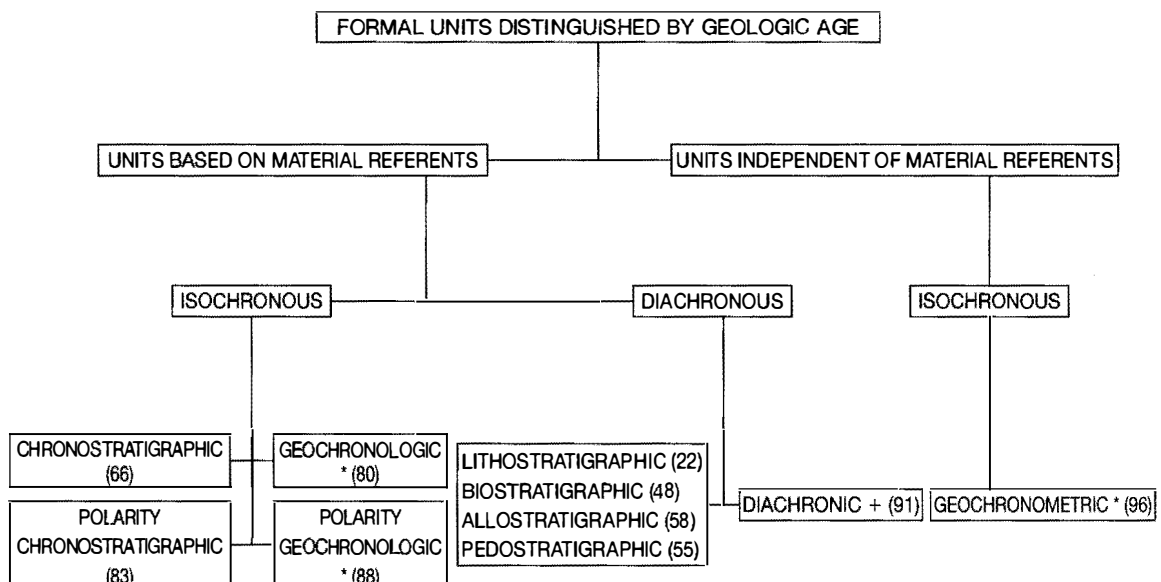 FORMAL UNITS DISTINGUISHED BY GEOLOGIC AGE
UNITS BASED ON MATERIAL REFERENTS
UNITS INDEPENDENT OF MATERIAL REFERENTS
ISOCHRONOUS
DIACHRONOUS
ISOCHRONOUS
CHRONOSTRATIGRAPHIC
(66)
GEOCHRONOLOGIC
* (80)
POLARITY
CHRONOSTRATIGRAPHIC
(83)
POLARITY
GEOCHRONOLOGIC
* (88)
LITHOSTRATIGRAPHIC (22)
BIOSTRATIGRAPHIC (48)
ALLOSTRATIGRAPHIC (58)
PEDOSTRATIGRAPHIC (55)
DIACHRONIC + (91)
GEOCHRONOMETRIC * (96)